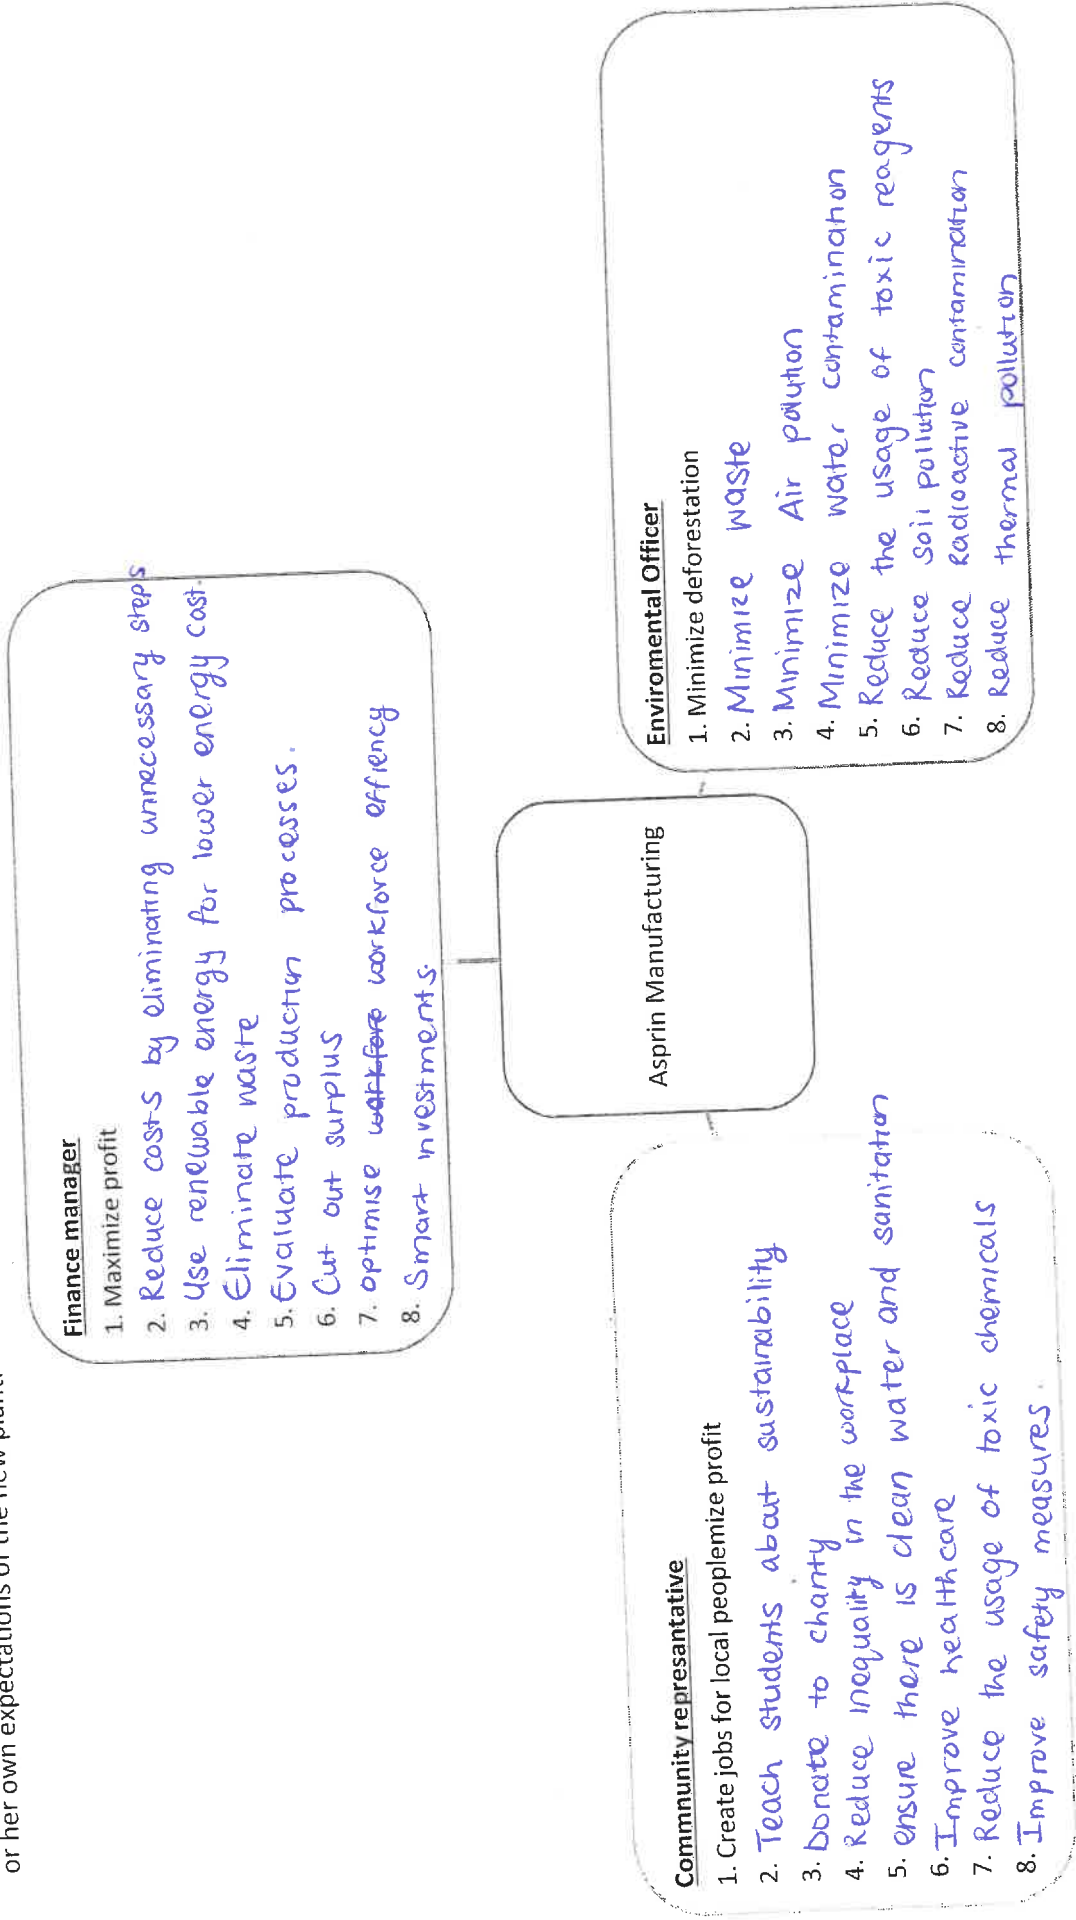 or her own expectations of the new plant.
Finance manager
1. Maximize profit
2. Reduce costs by eliminating unnecessary steps
3. Use renewable energy for lower energy cost.
4. Eliminate waste
5. Evaluate production processes.
6. Cut out surplus
7. optimise workfore workforce effiency
8. Smart investments.
Asprin Manufacturing
Commnunity represantative
1. Create jobs for local peoplemize profit
2. Teach students about sustainability
3. Donate to charity
4. Reduce inequality in the workplace
5. ensure there is clean water and sanitation
6. Improve healthcare
7. Reduce the usage of toxic chemicals
8. Improve safety measures.
Enviromental Officer
1. Minimize deforestation
2. Minimize waste
3. Minimize Air polution
4. Minimize water contamination
5. Reduce the usage of toxic reagents
6. Reduce soil pollution
7. Reduce Radioactive contamination
8. Reduce thermal pollution